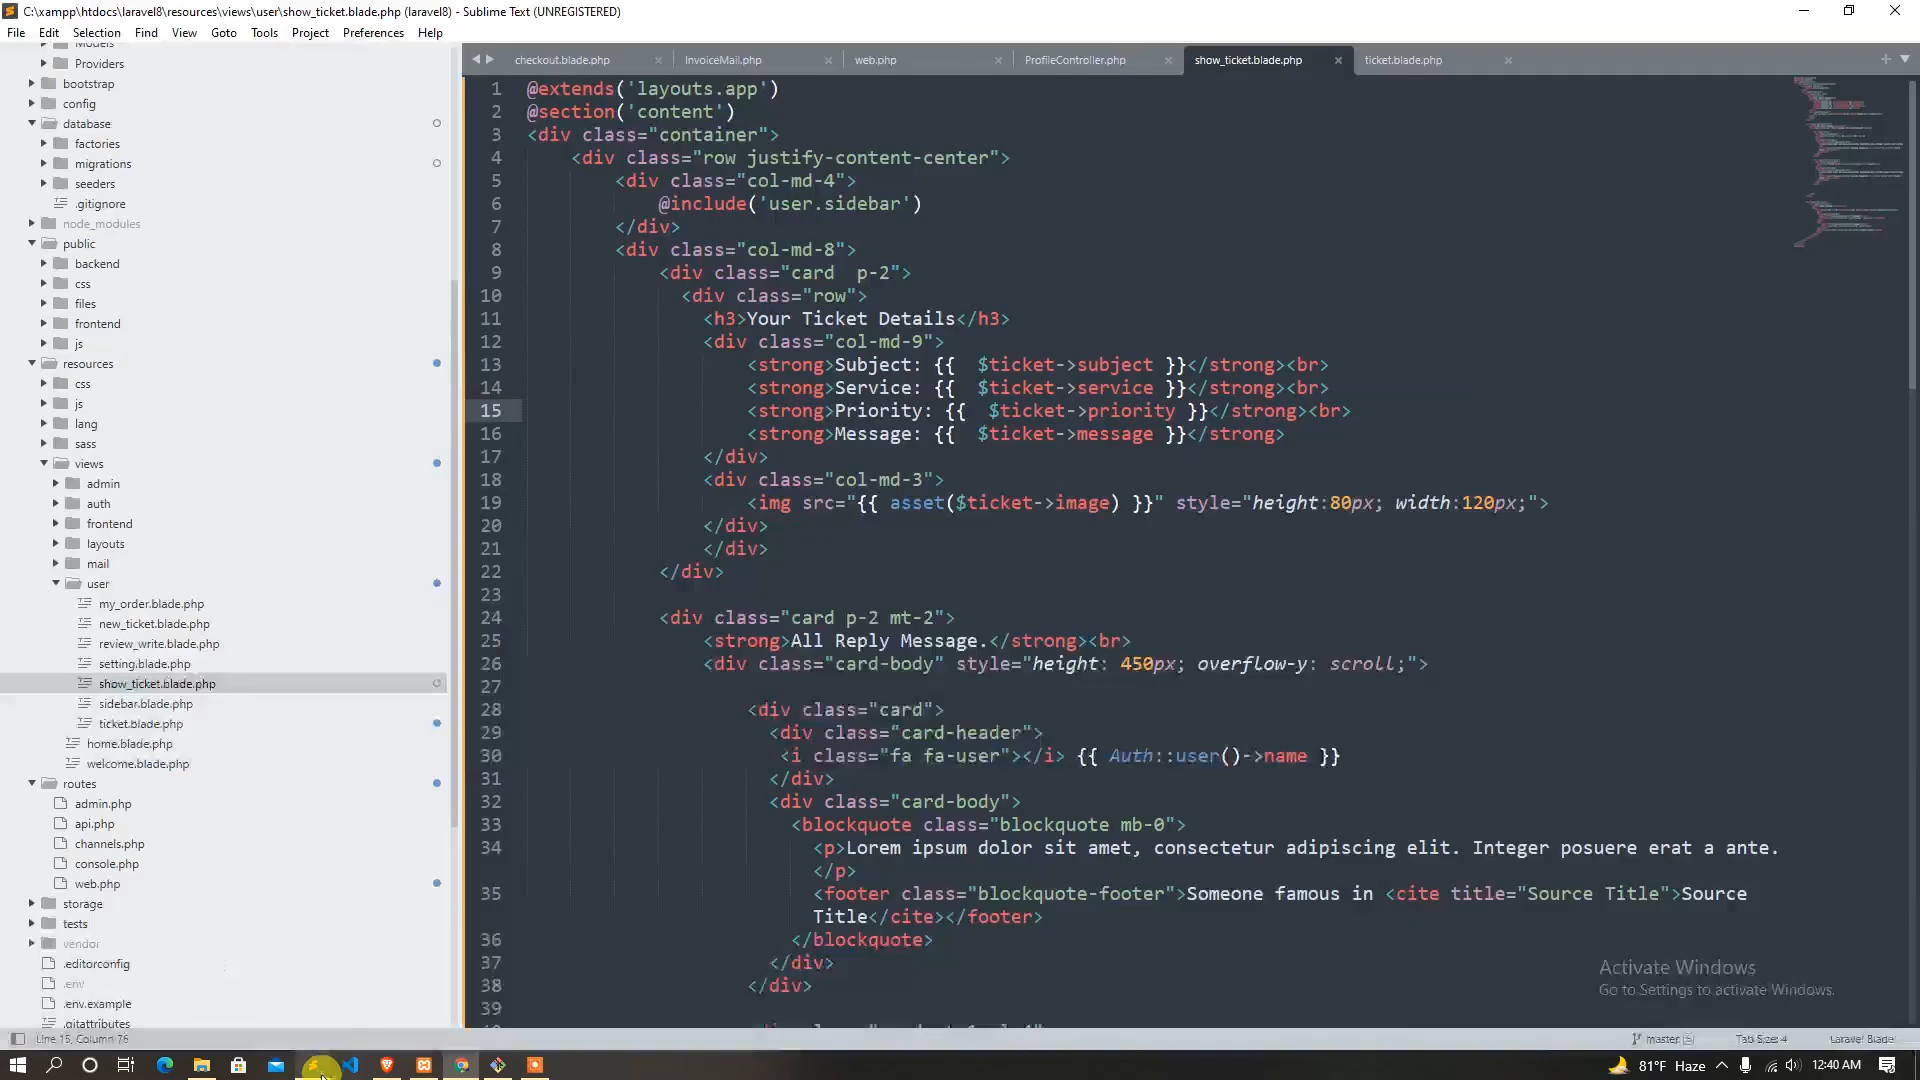 C:\xampp\htdocs\laravel8\resources\views\user\show_ticket.blade.php (laravel8) - Sublime Text (UNREGISTERED)
File Edit Selection Find View Goto Tools Project Preferences Help
Models
Providers
bootstrap
config
database
factories
migrations
seeders
.gitignore
node_modules
public
backend
css
files
frontend
js
resources
css
js
lang
sass
views
admin
auth
frontend
layouts
mail
user
my_order.blade.php
new_ticket.blade.php
review_write.blade.php
setting.blade.php
show_ticket.blade.php
sidebar.blade.php
ticket.blade.php
home.blade.php
welcome.blade.php
routes
admin.php
api.php
channels.php
console.php
web.php
storage
tests
vendor
.editorconfig
.env
.env.example
.gitattributes
checkout.blade.php InvoiceMail.php web.php ProfileController.php show_ticket.blade.php ticket.blade.php
1 @extends('layouts.app')
2 @section('content')
3 <div class="container">
4 <div class="row justify-content-center">
5 <div class="col-md-4">
6 @include('user.sidebar')
7 </div>
8 <div class="col-md-8">
9 <div class="card  p-2">
10 <div class="row">
11 <h3>Your Ticket Details</h3>
12 <div class="col-md-9">
13 <strong>Subject: {{  $ticket->subject }}</strong><br>
14 <strong>Service: {{  $ticket->service }}</strong><br>
15 <strong>Priority: {{  $ticket->priority }}</strong><br>
16 <strong>Message: {{  $ticket->message }}</strong>
17 </div>
18 <div class="col-md-3">
19 <img src="{{ asset($ticket->image) }}" style="height:80px; width:120px;">
20 </div>
21 </div>
22 </div>
23
24 <div class="card p-2 mt-2">
25 <strong>All Reply Message.</strong><br>
26 <div class="card-body" style="height: 450px; overflow-y: scroll;">
27
28 <div class="card">
29 <div class="card-header">
30 <i class="fa fa-user"></i> {{ Auth::user()->name }}
31 </div>
32 <div class="card-body">
33 <blockquote class="blockquote mb-0">
34 <p>Lorem ipsum dolor sit amet, consectetur adipiscing elit. Integer posuere erat a ante.
</p>
35 <footer class="blockquote-footer">Someone famous in <cite title="Source Title">Source
Title</cite></footer>
36 </blockquote>
37 </div>
38 </div>
39
Activate Windows
Go to Settings to activate Windows.
Line 15, Column 76 master Tab Size: 4 Laravel Blade
81°F Haze 12:40 AM